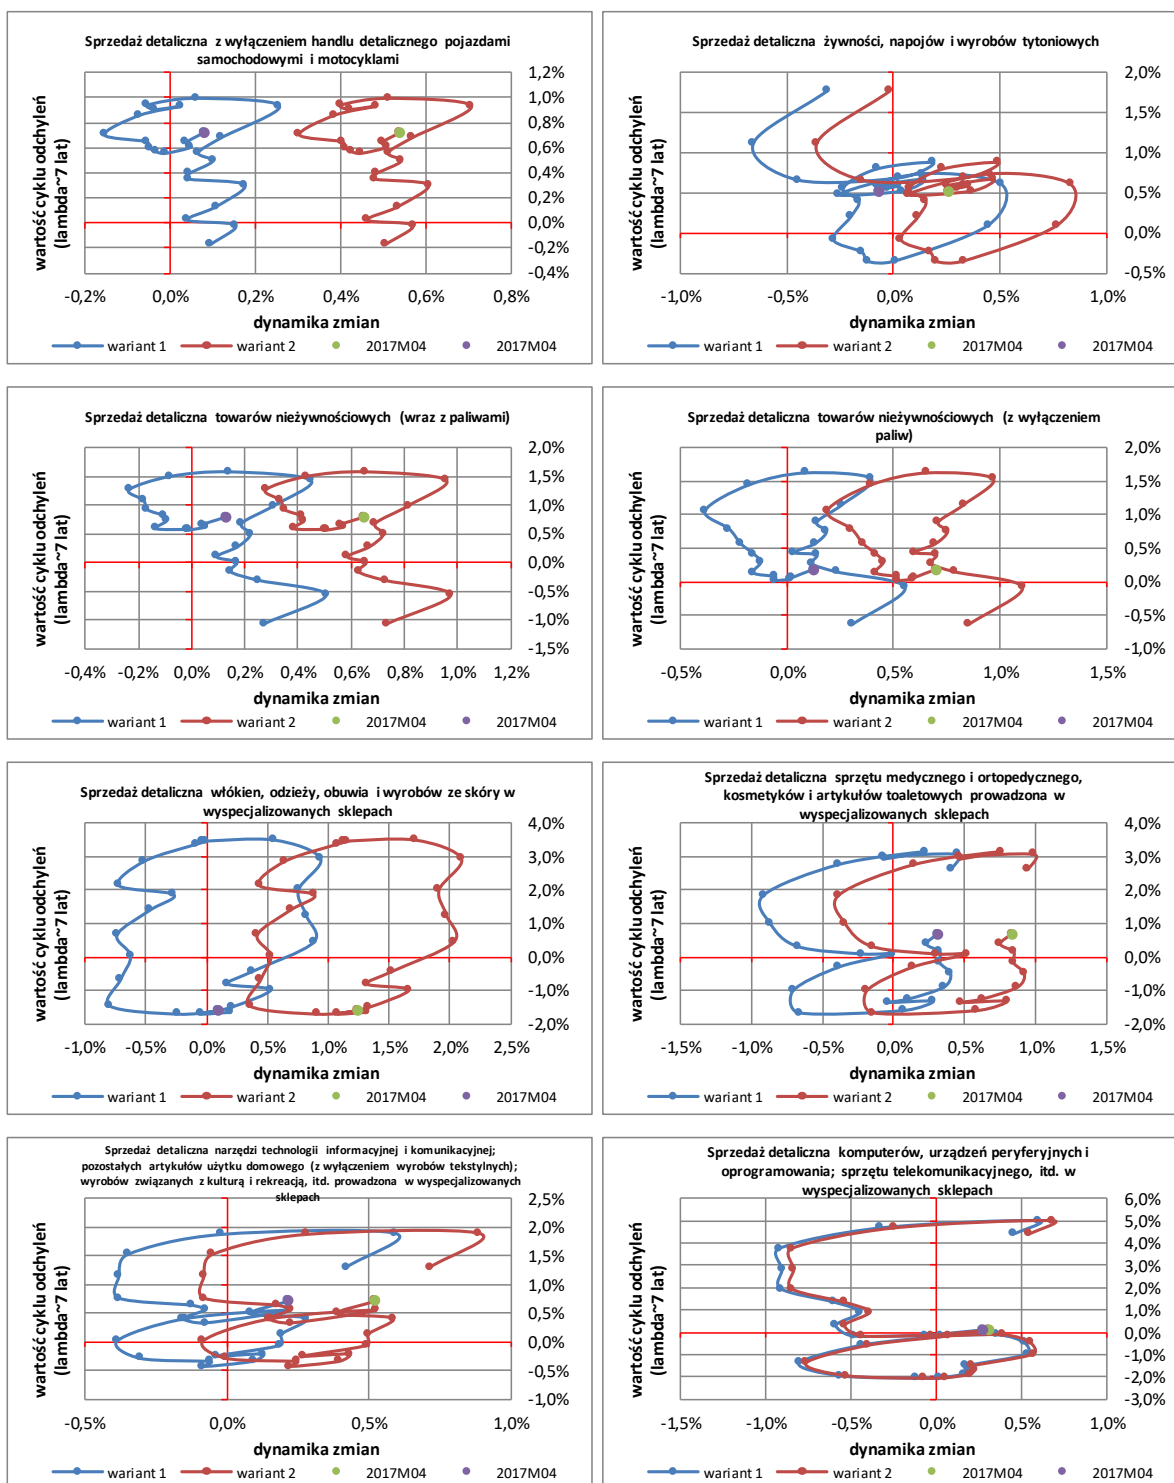 Sprzedaż detaliczna z wyłączeniem handlu detalicznego pojazdami
samochodowymi i motocyklami
wartość cyklu odchyleń
(lambda~7 lat)
1,2%
1,0%
0,8%
0,6%
0,4%
0,2%
0,0%
-0,2%
-0,4%
-0,2% 0,0% 0,2% 0,4% 0,6% 0,8%
dynamika zmian
wariant 1 wariant 2 2017M04 2017M04
Sprzedaż detaliczna żywności, napojów i wyrobów tytoniowych
wartość cyklu odchyleń
(lambda~7 lat)
2,0%
1,5%
1,0%
0,5%
0,0%
-0,5%
-1,0% -0,5% 0,0% 0,5% 1,0%
dynamika zmian
wariant 1 wariant 2 2017M04 2017M04
Sprzedaż detaliczna towarów nieżywnościowych (wraz z paliwami)
wartość cyklu odchyleń
(lambda~7 lat)
2,0%
1,5%
1,0%
0,5%
0,0%
-0,5%
-1,0%
-1,5%
-0,4% -0,2% 0,0% 0,2% 0,4% 0,6% 0,8% 1,0% 1,2%
dynamika zmian
wariant 1 wariant 2 2017M04 2017M04
Sprzedaż detaliczna towarów nieżywnościowych (z wyłączeniem
paliw)
wartość cyklu odchyleń
(lambda~7 lat)
2,0%
1,5%
1,0%
0,5%
0,0%
-0,5%
-1,0%
-0,5% 0,0% 0,5% 1,0% 1,5%
dynamika zmian
wariant 1 wariant 2 2017M04 2017M04
Sprzedaż detaliczna włókien, odzieży, obuwia i wyrobów ze skóry w
wyspecjalizowanych sklepach
wartość cyklu odchyleń
(lambda~7 lat)
4,0%
3,0%
2,0%
1,0%
0,0%
-1,0%
-2,0%
-1,0% -0,5% 0,0% 0,5% 1,0% 1,5% 2,0% 2,5%
dynamika zmian
wariant 1 wariant 2 2017M04 2017M04
Sprzedaż detaliczna sprzętu medycznego i ortopedycznego,
kosmetyków i artykułów toaletowych prowadzona w
wyspecjalizowanych sklepach
wartość cyklu odchyleń
(lambda~7 lat)
4,0%
3,0%
2,0%
1,0%
0,0%
-1,0%
-2,0%
-1,5% -1,0% -0,5% 0,0% 0,5% 1,0% 1,5%
dynamika zmian
wariant 1 wariant 2 2017M04 2017M04
Sprzedaż detaliczna narzędzi technologii informacyjnej i komunikacyjnej;
pozostałych artykułów użytku domowego (z wyłączeniem wyrobów tekstylnych);
wyrobów związanych z kulturą i rekreacją, itd. prowadzona w wyspecjalizowanych
sklepach
wartość cyklu odchyleń
(lambda~7 lat)
2,5%
2,0%
1,5%
1,0%
0,5%
0,0%
-0,5%
-1,0%
-0,5% 0,0% 0,5% 1,0%
dynamika zmian
wariant 1 wariant 2 2017M04 2017M04
Sprzedaż detaliczna komputerów, urządzeń peryferyjnych i
oprogramowania; sprzętu telekomunikacyjnego, itd. w
wyspecjalizowanych sklepach
wartość cyklu odchyleń
(lambda~7 lat)
6,0%
5,0%
4,0%
3,0%
2,0%
1,0%
0,0%
-1,0%
-2,0%
-3,0%
-1,5% -1,0% -0,5% 0,0% 0,5% 1,0%
dynamika zmian
wariant 1 wariant 2 2017M04 2017M04